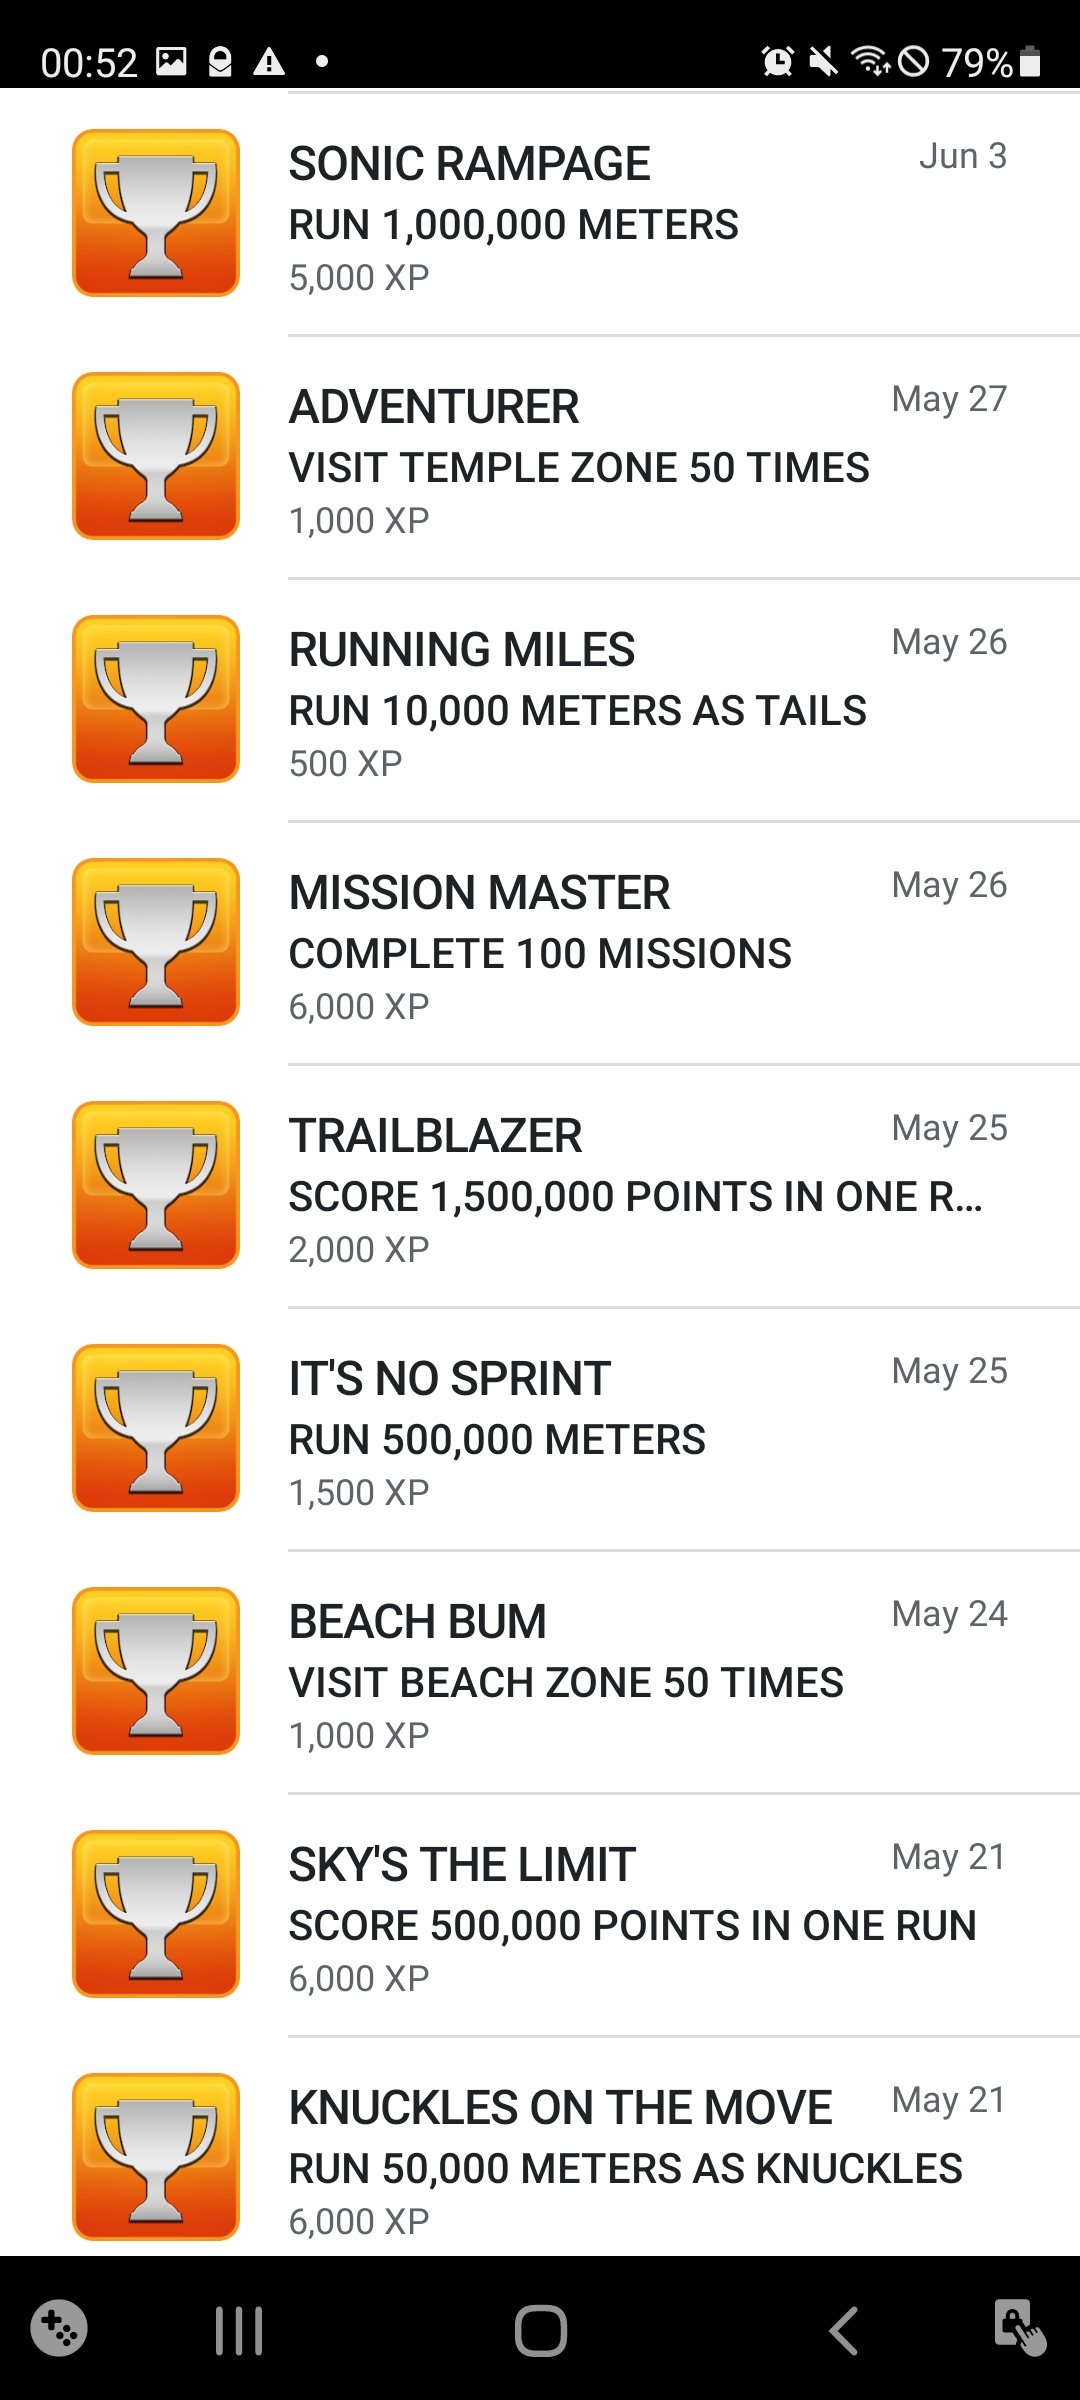 00:52 79%
SONIC RAMPAGE Jun 3
RUN 1,000,000 METERS
5,000 XP
ADVENTURER May 27
VISIT TEMPLE ZONE 50 TIMES
1,000 XP
RUNNING MILES May 26
RUN 10,000 METERS AS TAILS
500 XP
MISSION MASTER May 26
COMPLETE 100 MISSIONS
6,000 XP
TRAILBLAZER May 25
SCORE 1,500,000 POINTS IN ONE R...
2,000 XP
IT'S NO SPRINT May 25
RUN 500,000 METERS
1,500 XP
BEACH BUM May 24
VISIT BEACH ZONE 50 TIMES
1,000 XP
SKY'S THE LIMIT May 21
SCORE 500,000 POINTS IN ONE RUN
6,000 XP
KNUCKLES ON THE MOVE May 21
RUN 50,000 METERS AS KNUCKLES
6,000 XP